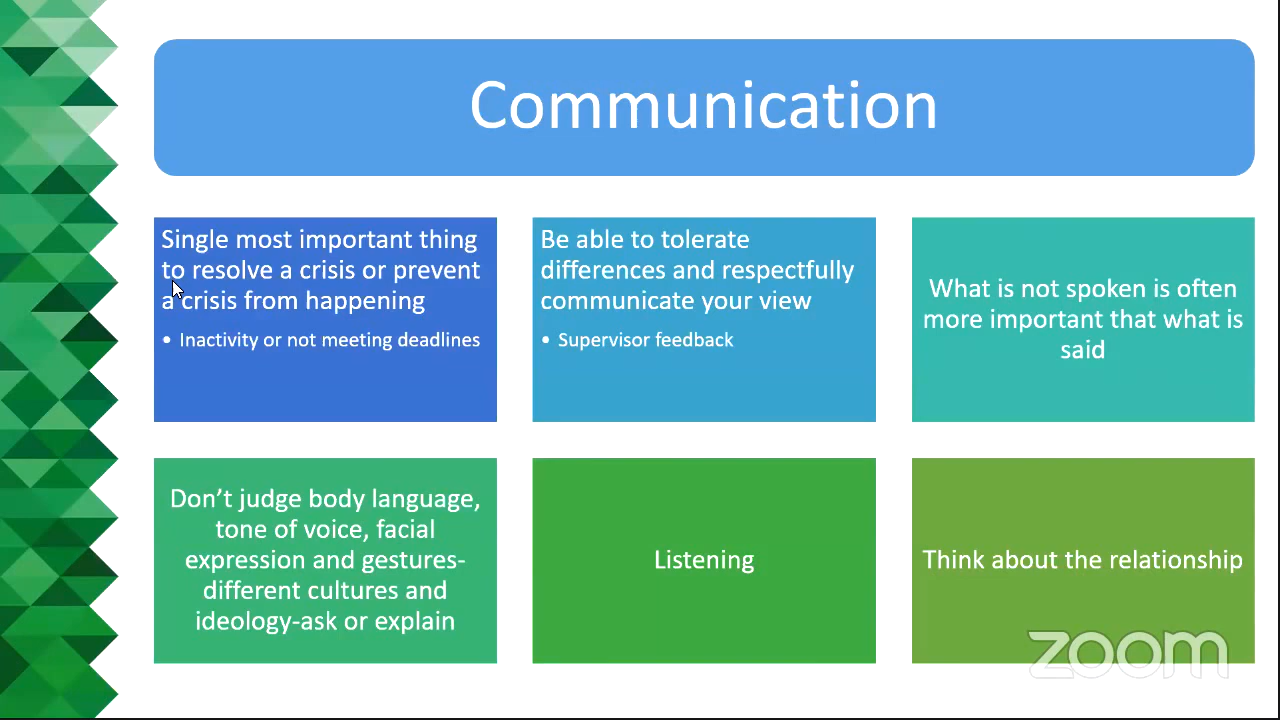 Communication
Single most important thing
to resolve a crisis or prevent
a crisis from happening
• Inactivity or not meeting deadlines
Be able to tolerate
differences and respectfully
communicate your view
• Supervisor feedback
What is not spoken is often
more important that what is
said
Don’t judge body language,
tone of voice, facial
expression and gestures-
different cultures and
ideology-ask or explain
Listening
Think about the relationship
zoom